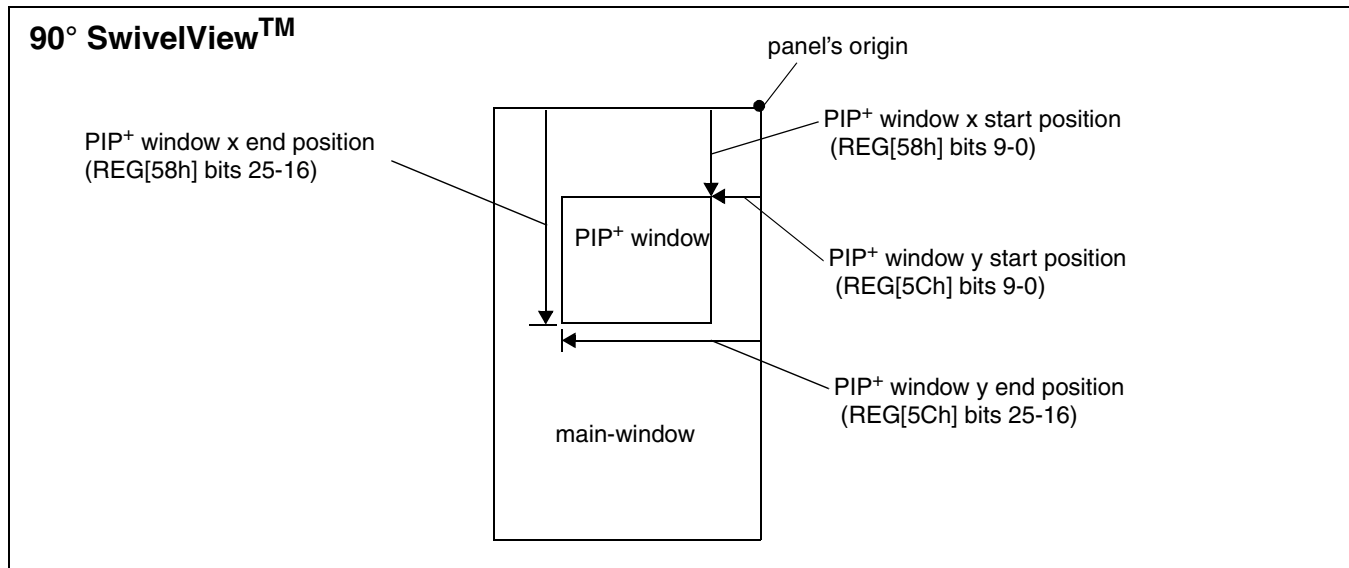 90° SwivelView™
panel's origin
PIP⁺ window x end position
(REG[58h] bits 25-16)
PIP⁺ window x start position
(REG[58h] bits 9-0)
PIP⁺ window
PIP⁺ window y start position
(REG[5Ch] bits 9-0)
PIP⁺ window y end position
(REG[5Ch] bits 25-16)
main-window